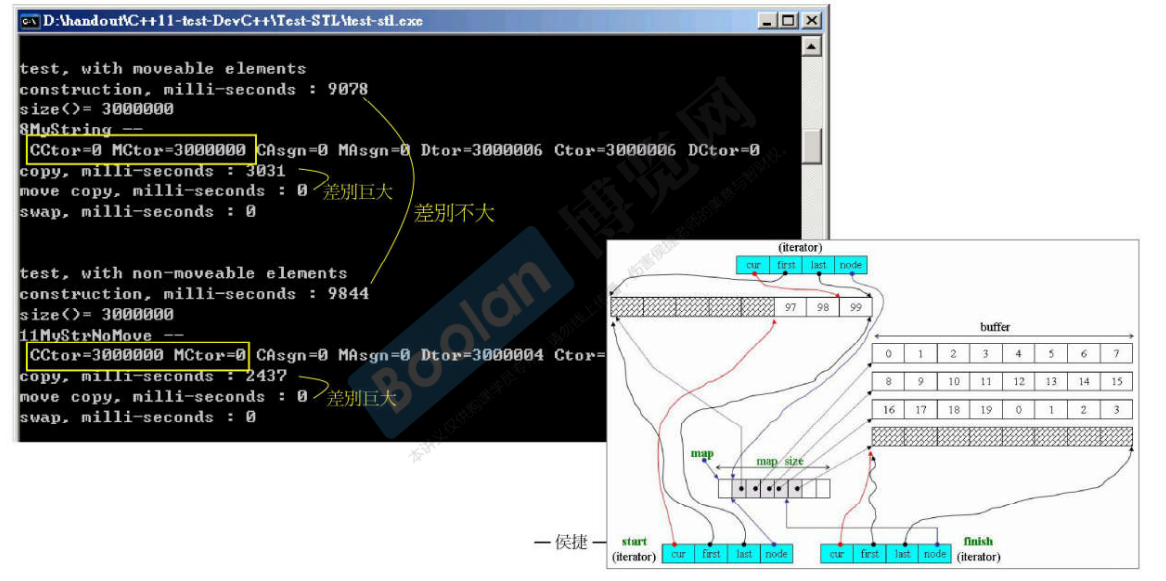 D:\handout\C++11-test-DevC++\Test-STL\test-stl.exe
test, with moveable elements
construction, milli-seconds : 9078
size()= 3000000
8MyString --
CCtor=0 MCtor=3000000 CAsgn=0 MAsgn=0 Dtor=3000006 Ctor=3000006 DCtor=0
copy, milli-seconds : 3031
move copy, milli-seconds : 0 差別巨大
swap, milli-seconds : 0
差別不大
test, with non-moveable elements
construction, milli-seconds : 9844
size()= 3000000
11MyStrNoMove --
CCtor=3000000 MCtor=0 CAsgn=0 MAsgn=0 Dtor=3000004 Ctor=
copy, milli-seconds : 2437
move copy, milli-seconds : 0 差別巨大
swap, milli-seconds : 0
Boolan 博览网
(iterator)
cur first last node
97 98 99
buffer
0 1 2 3 4 5 6 7
8 9 10 11 12 13 14 15
16 17 18 19 0 1 2 3
map
map size
— 侯捷 —
start
(iterator)
cur first last node
cur first last node
finish
(iterator)